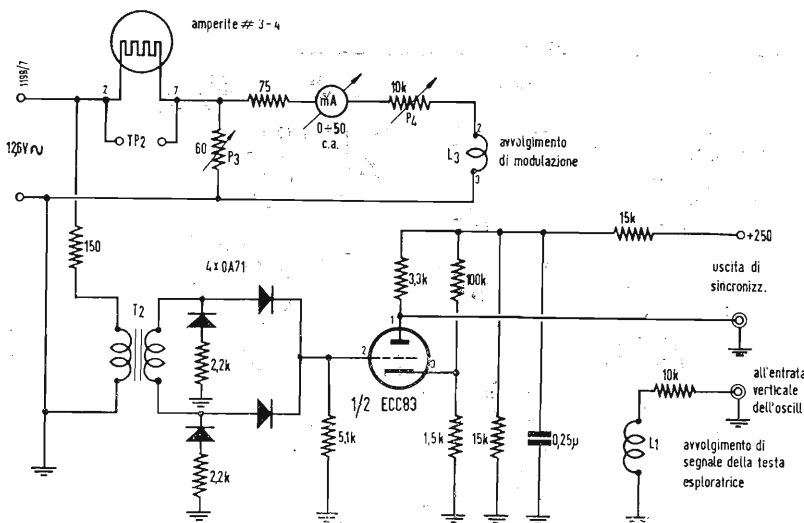 amperite # 3-4
1198/7
2
7
75
mA
0÷50
c.a.
10k
P4
12,6V~
TP2
60
P3
L3
2
3
avvolgimento
di modulazione
150
15k
+250
3,3k
100k
uscita di
sincronizz.
T2
4x0A71
1
2
3
2,2k
1/2 ECC83
5,1k
1,5k
15k
0,25µ
10k
all'entrata
verticale
dell'oscill
L1
avvolgimento di
segnale della testa
esploratrice
2,2k